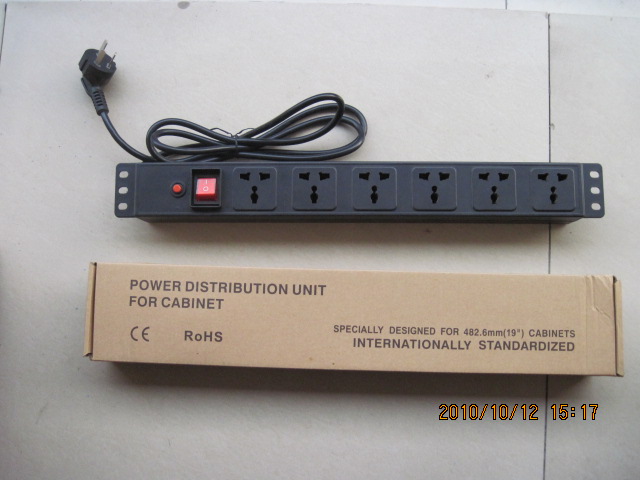 POWER DISTRIBUTION UNIT
FOR CABINET
CE RoHS
SPECIALLY DESIGNED FOR 482.6mm(19") CABINETS
INTERNATIONALLY STANDARDIZED
2010/10/12 15:17